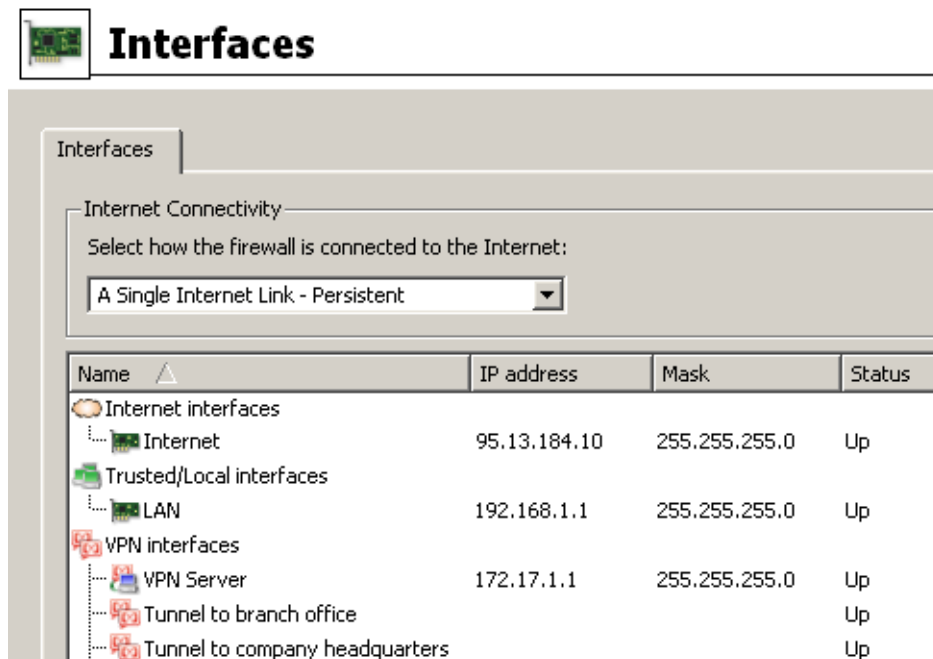 Interfaces
Interfaces
Internet Connectivity
Select how the firewall is connected to the Internet:
A Single Internet Link - Persistent
Name IP address Mask Status
Internet interfaces
Internet 95.13.184.10 255.255.255.0 Up
Trusted/Local interfaces
LAN 192.168.1.1 255.255.255.0 Up
VPN interfaces
VPN Server 172.17.1.1 255.255.255.0 Up
Tunnel to branch office Up
Tunnel to company headquarters Up